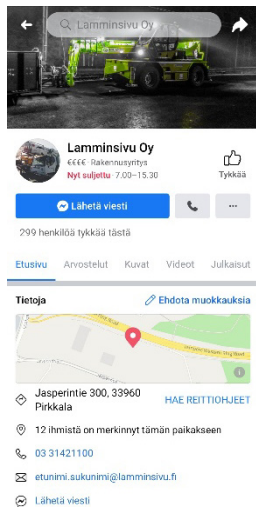 Lamminsivu Oy
Lamminsivu Oy
€€€€ · Rakennusyritys
Nyt suljettu · 7.00–15.30
Tykkää
Lähetä viesti
299 henkilöä tykkää tästä
Etusivu Arvostelut Kuvat Videot Julkaisut
Tietoja Ehdota muokkauksia
Jasperintie 300, 33960
Pirkkala
HAE REITTIOHJEET
12 ihmistä on merkinnyt tämän paikakseen
03 31421100
etunimi.sukunimi@lamminsivu.fi
Lähetä viesti